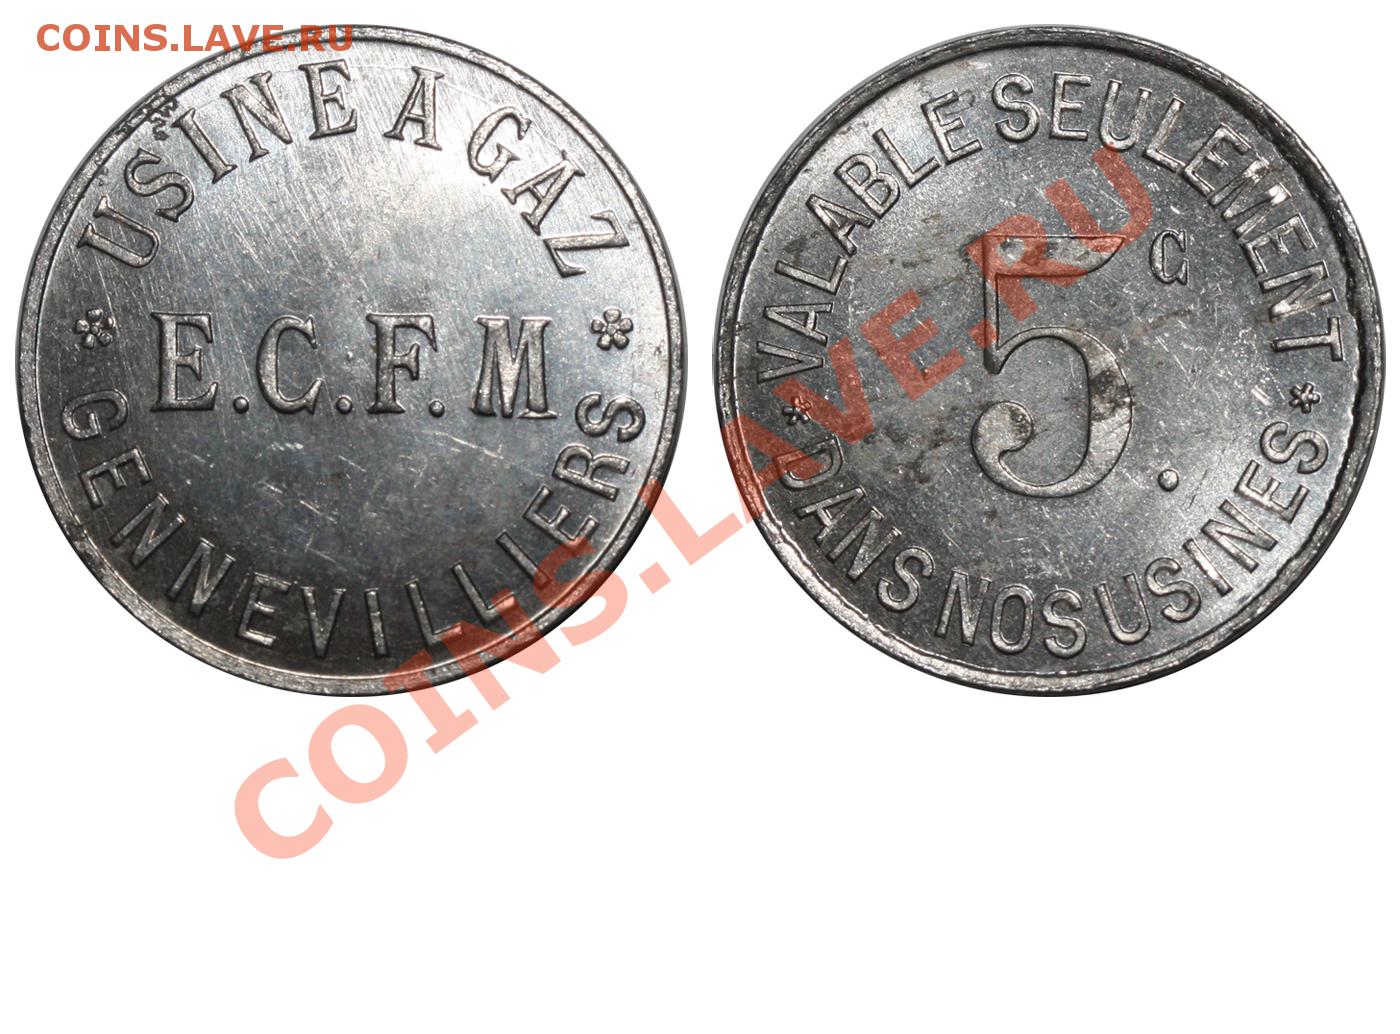 COINS.LAVE.RU
USINE A GAZ
E.C.F.M
GENNEVILLIERS
VALABLE SEULEMENT
5 C.
DANS NOS USINES
COINS.LAVE.RU